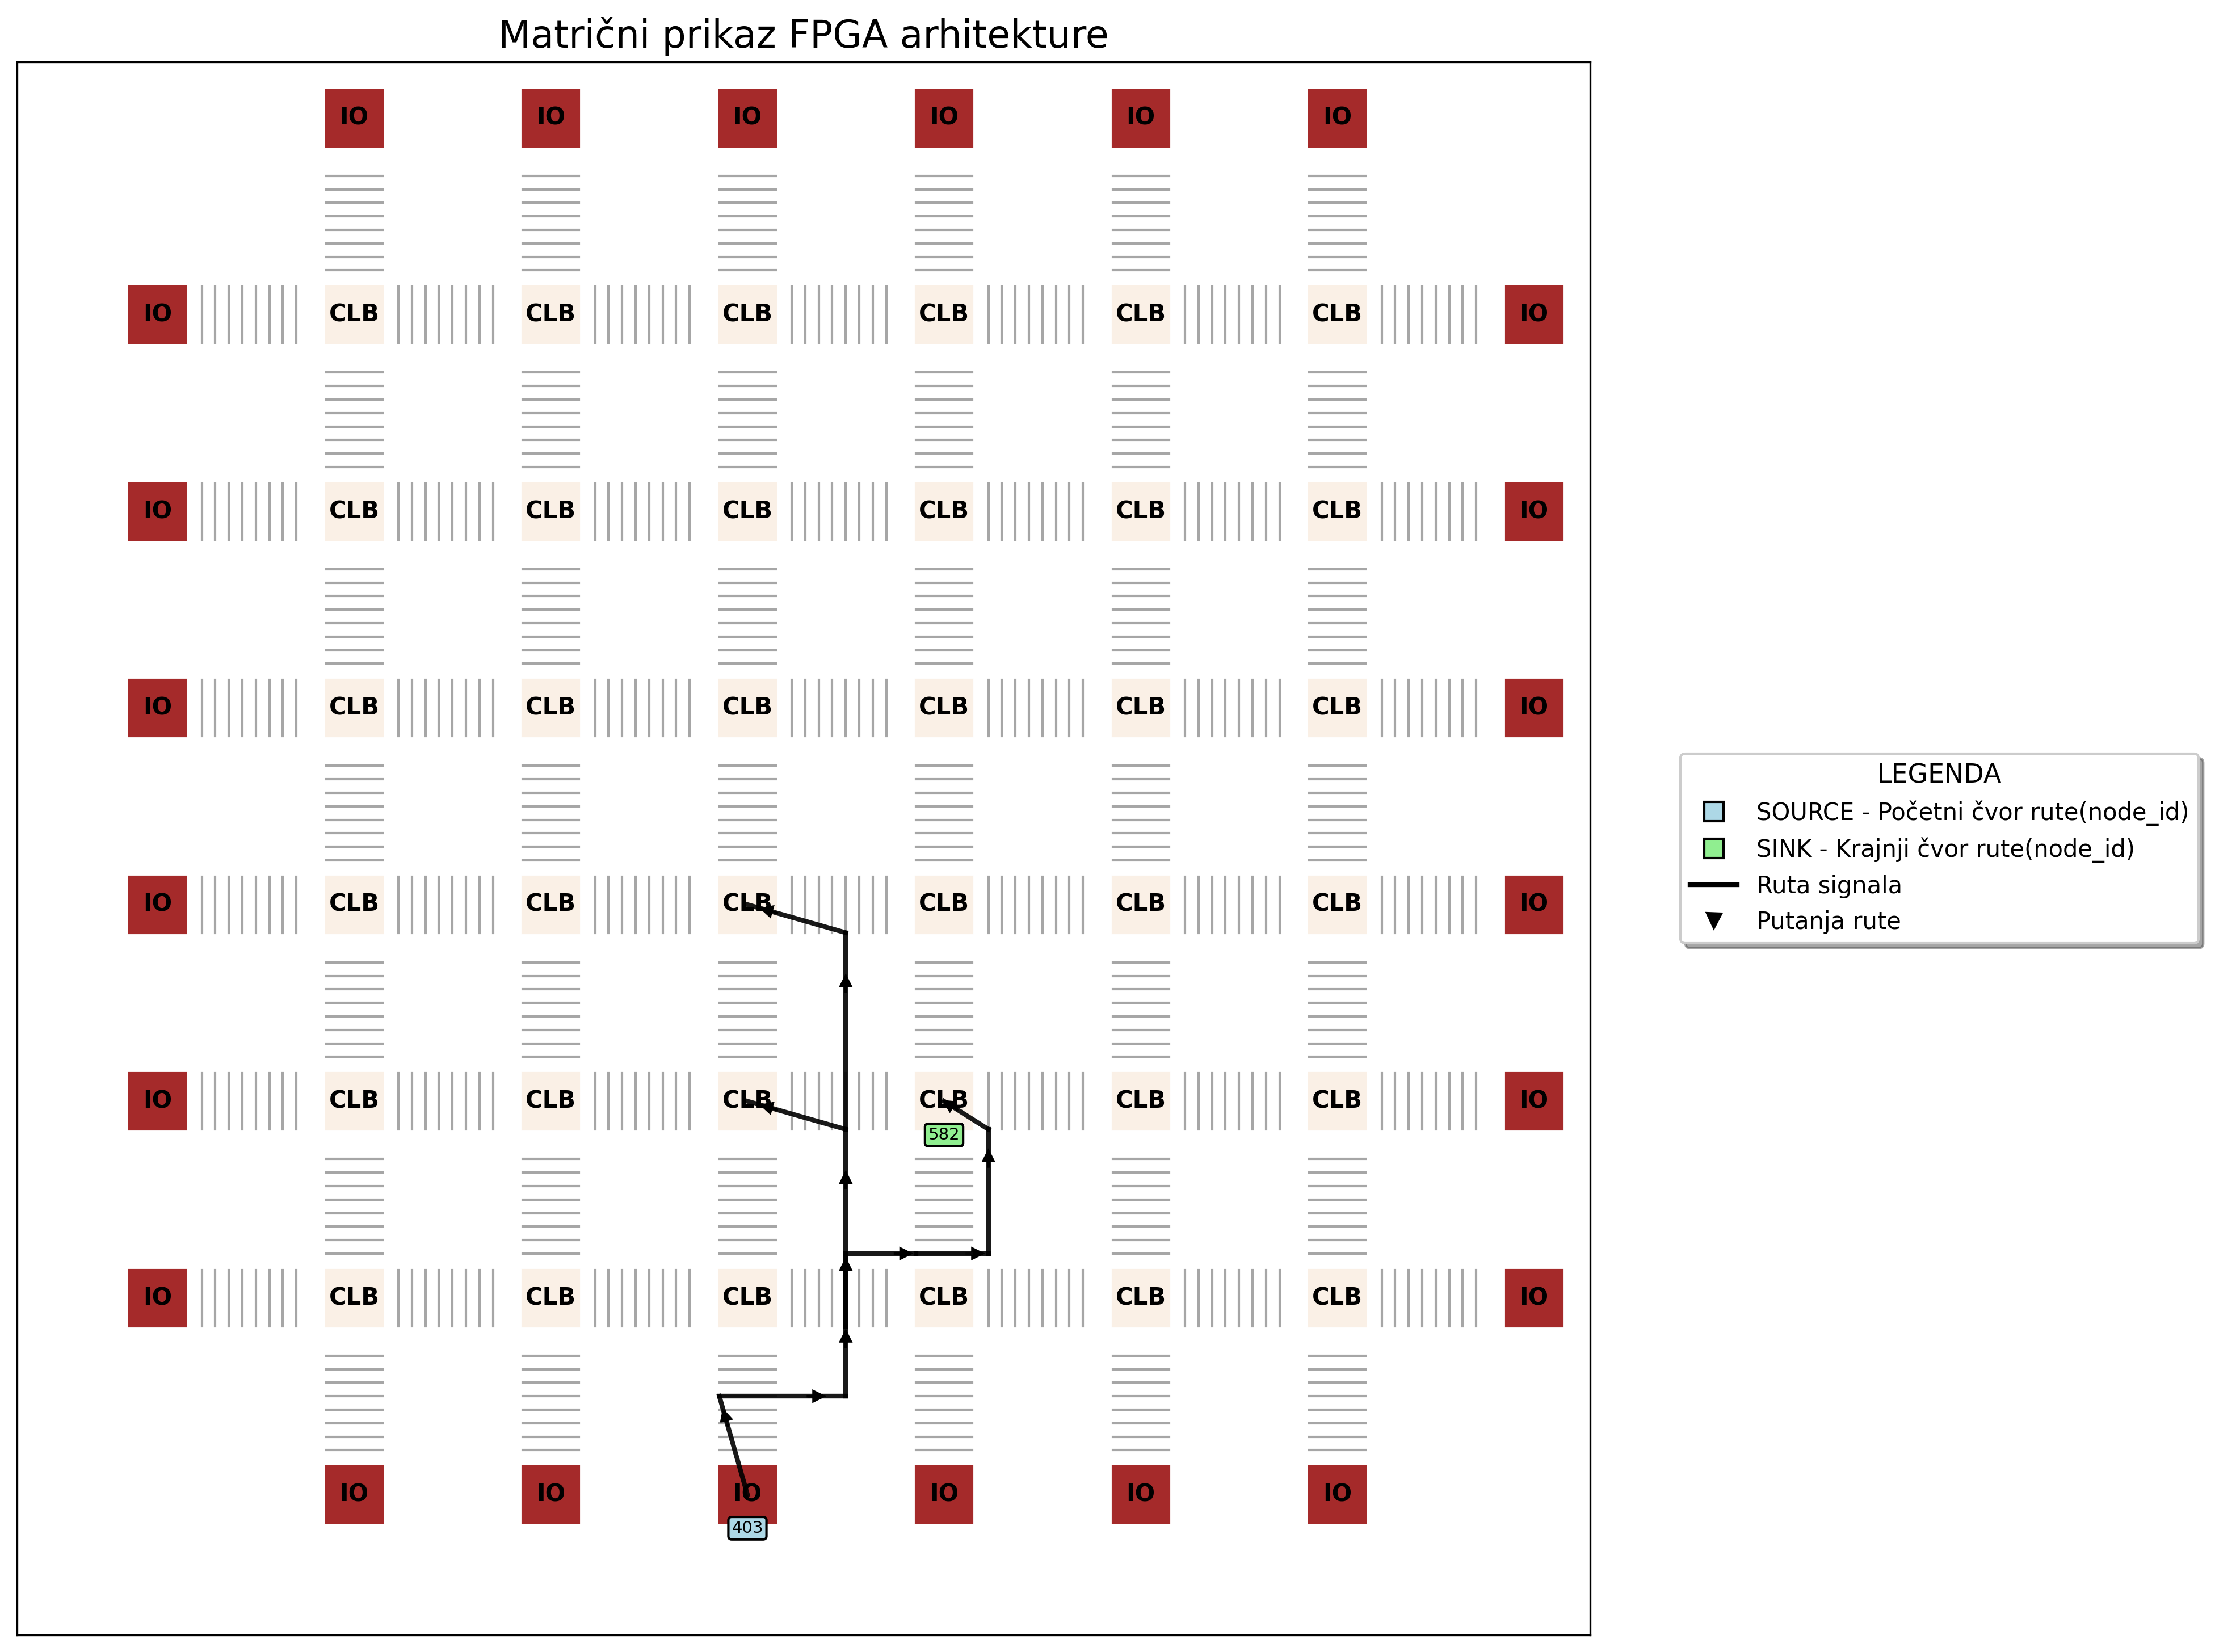 Matrični prikaz FPGA arhitekture
IO IO IO IO IO IO
IO CLB CLB CLB CLB CLB CLB IO
IO CLB CLB CLB CLB CLB CLB IO
IO CLB CLB CLB CLB CLB CLB IO
IO CLB CLB CLB CLB CLB CLB IO
IO CLB CLB CLB CLB CLB CLB IO
582
IO CLB CLB CLB CLB CLB CLB IO
IO IO IO IO IO IO
403
LEGENDA
SOURCE - Početni čvor rute(node_id)
SINK - Krajnji čvor rute(node_id)
Ruta signala
Putanja rute